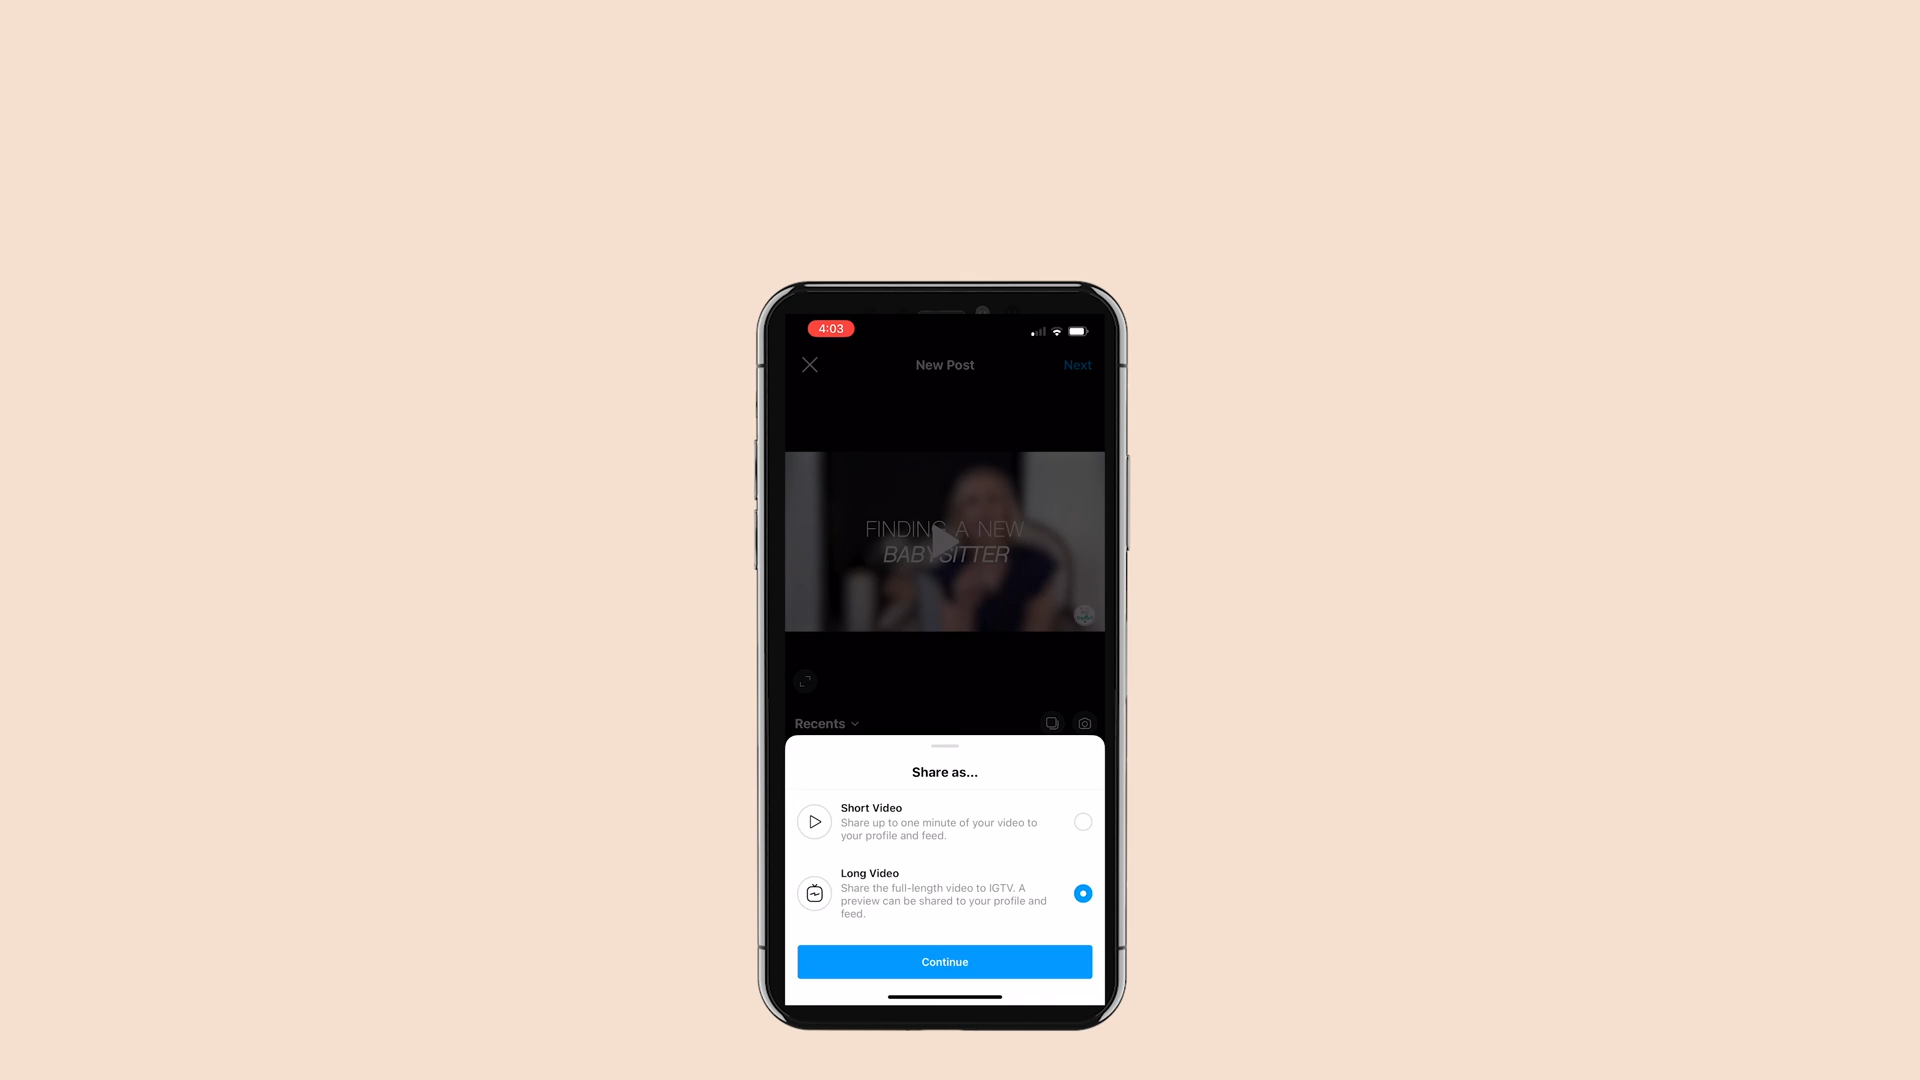 4:03
New Post
Next
FINDING A NEW
BABYSITTER
Recents
Share as...
Short Video
Share up to one minute of your video to
your profile and feed.
Long Video
Share the full-length video to IGTV. A
preview can be shared to your profile and
feed.
Continue